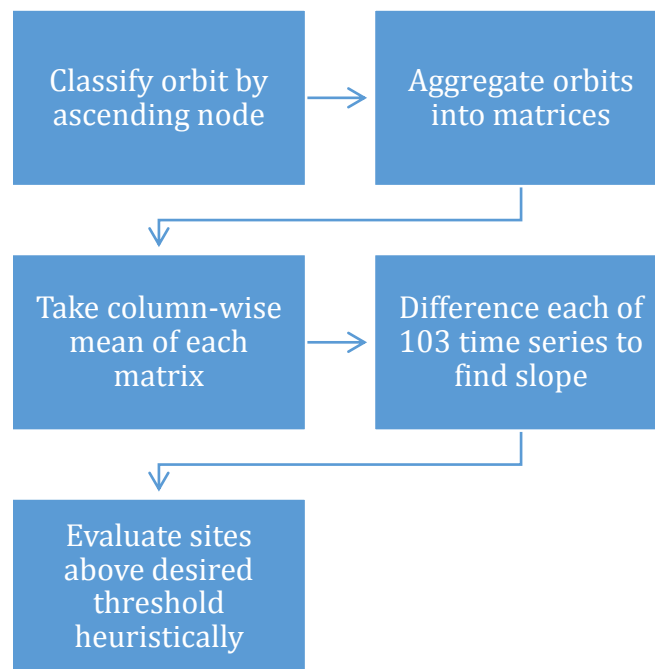 Classify orbit by
ascending node
Aggregate orbits
into matrices
Take column-wise
mean of each
matrix
Difference each of
103 time series to
find slope
Evaluate sites
above desired
threshold
heuristically